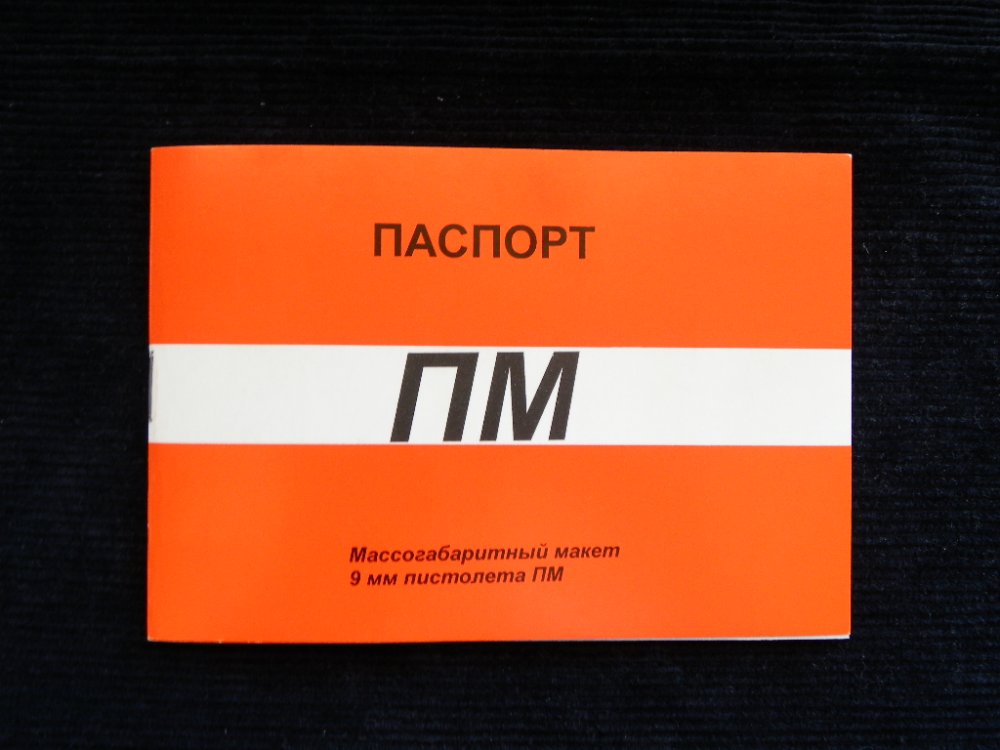 ПАСПОРТ
ПМ
Массогабаритный макет
9 мм пистолета ПМ